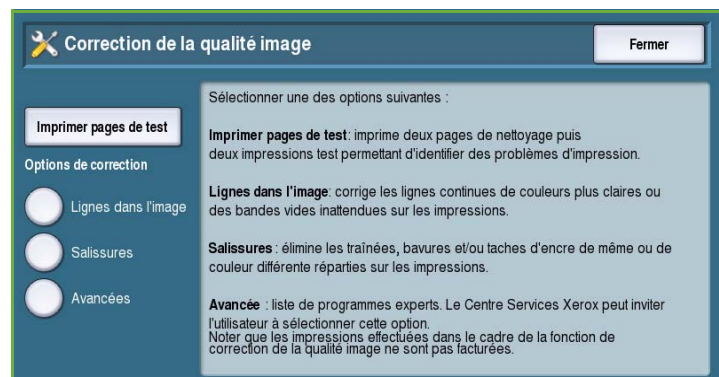 Correction de la qualité image
Fermer
Imprimer pages de test
Options de correction
Lignes dans l'image
Salissures
Avancées
Sélectionner une des options suivantes :
Imprimer pages de test: imprime deux pages de nettoyage puis
deux impressions test permettant d'identifier des problèmes d'impression.
Lignes dans l'image: corrige les lignes continues de couleurs plus claires ou
des bandes vides inattendues sur les impressions.
Salissures : élimine les traînées, bavures et/ou taches d'encre de même ou de
couleur différente réparties sur les impressions.
Avancée : liste de programmes experts. Le Centre Services Xerox peut inviter
l'utilisateur à sélectionner cette option.
Noter que les impressions effectuées dans le cadre de la fonction de
correction de la qualité image ne sont pas facturées.